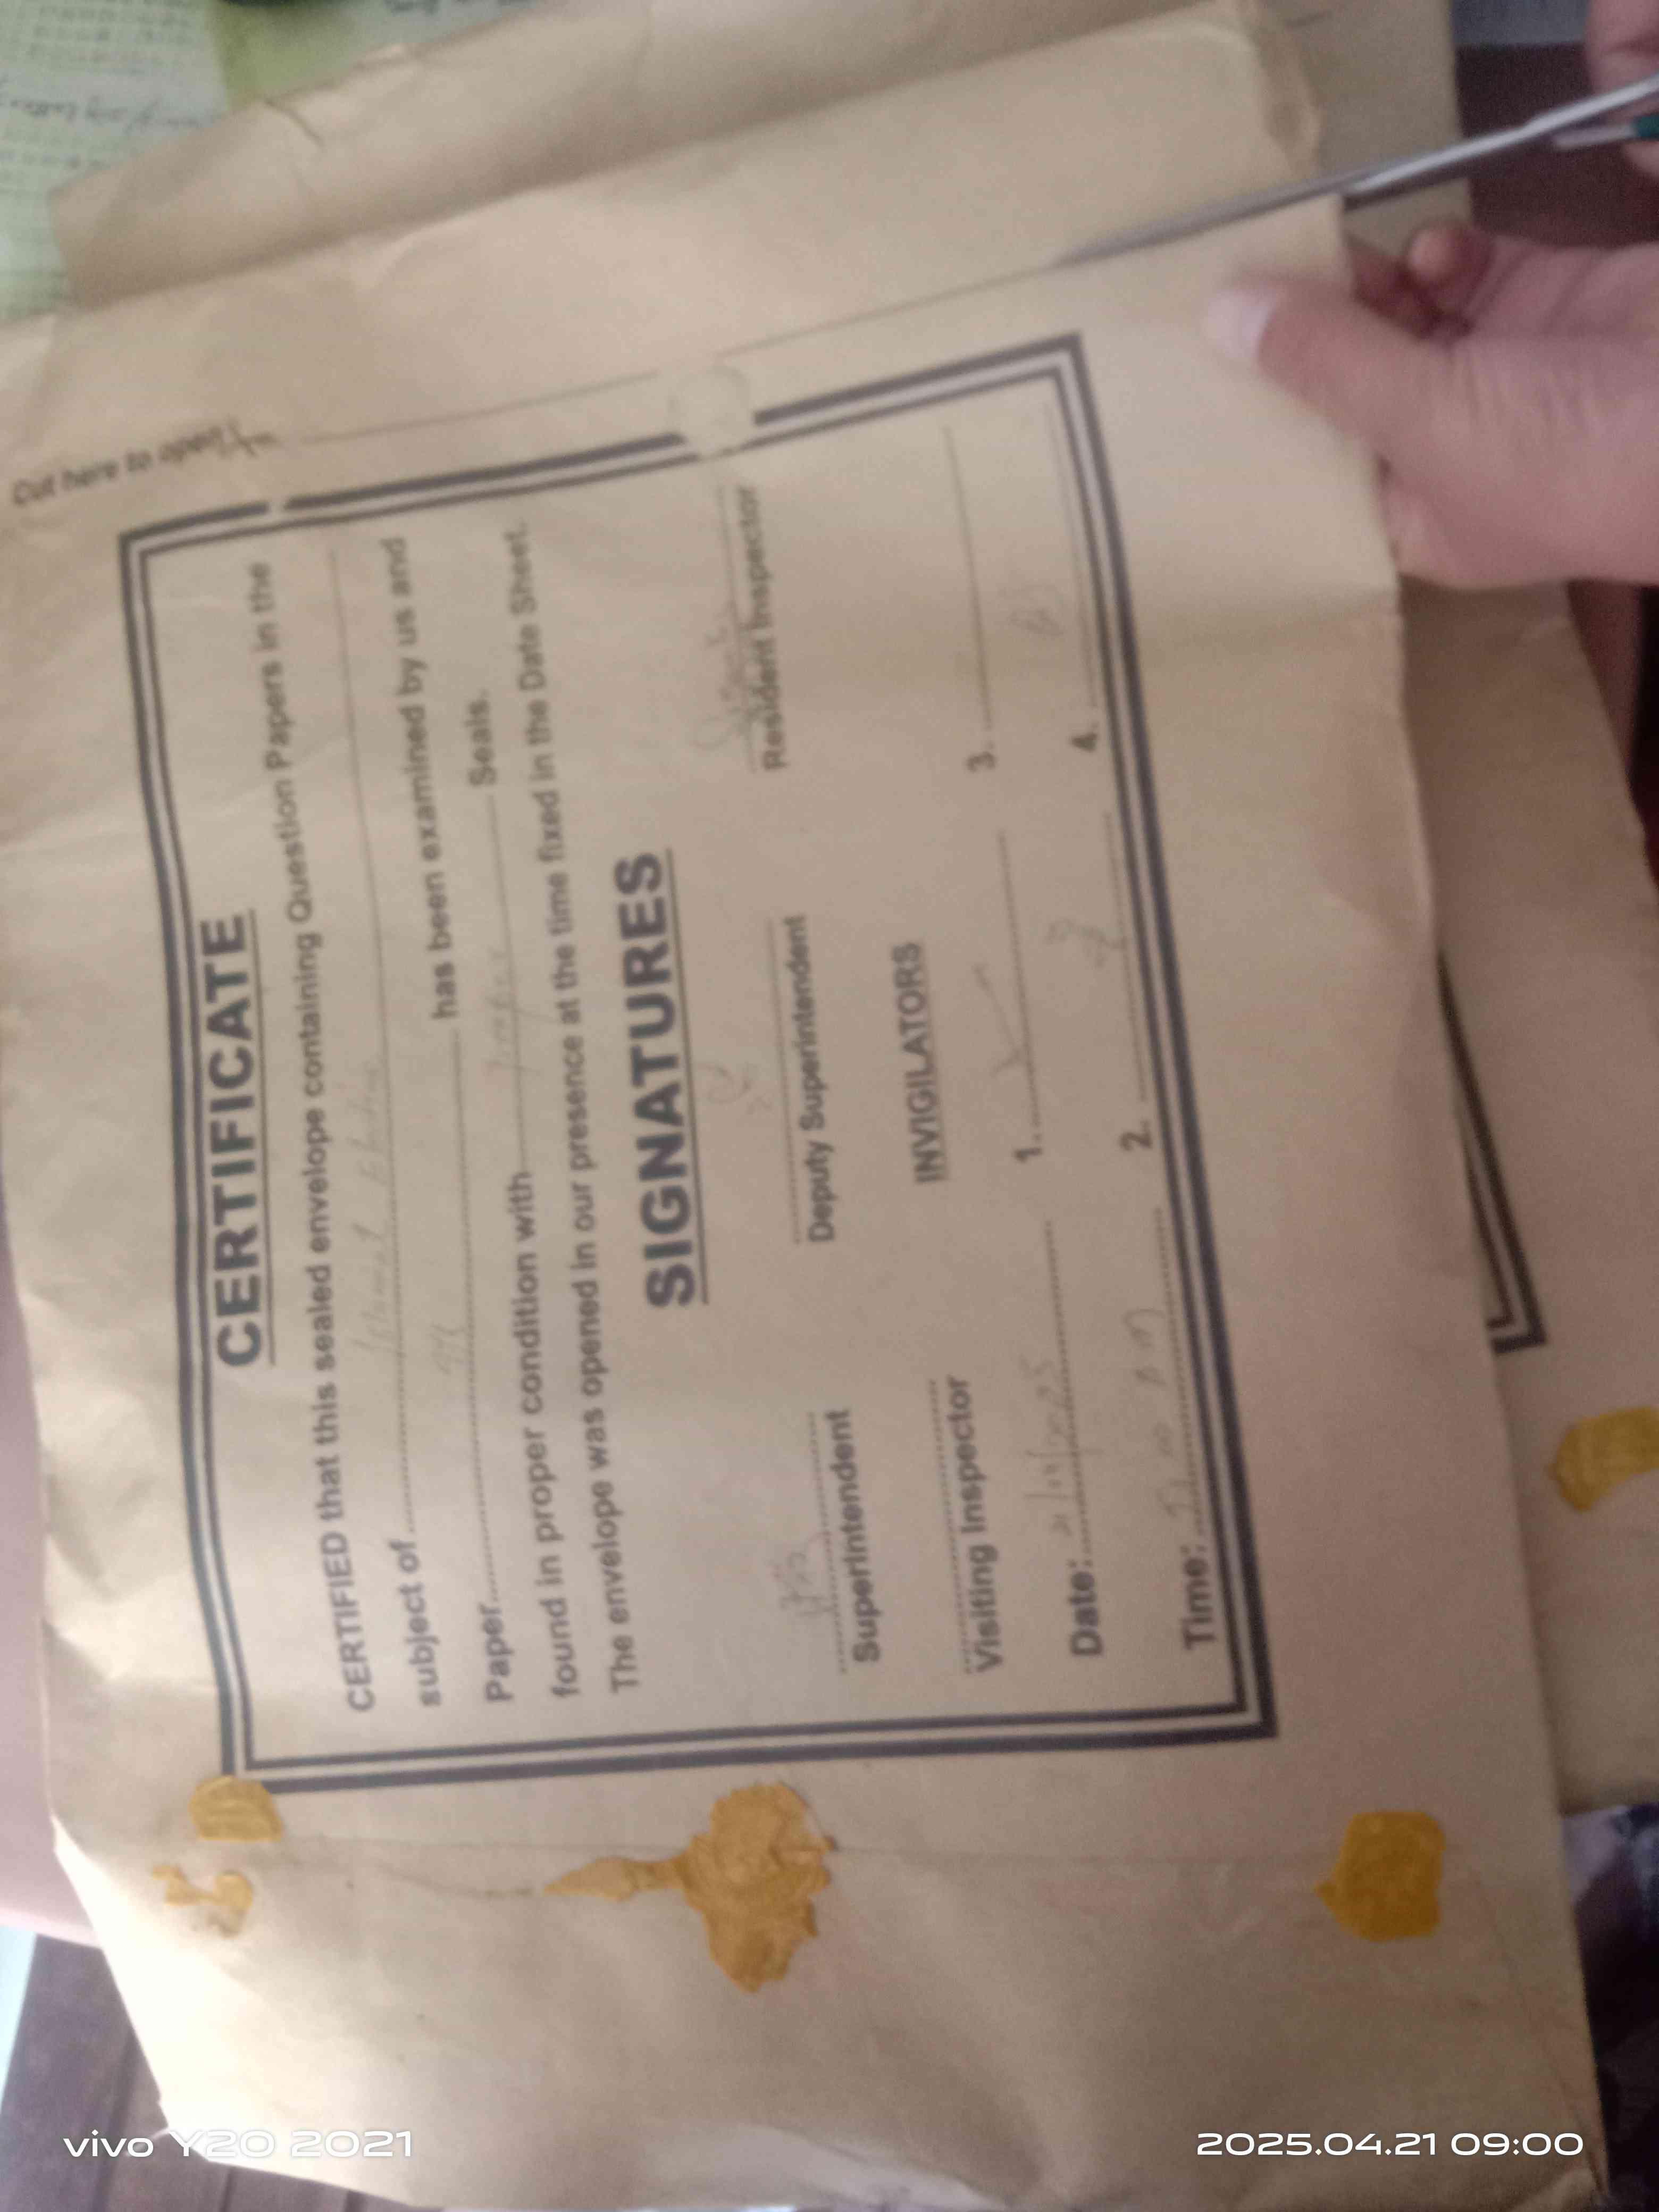 Cut here to open
CERTIFICATE
CERTIFIED that this sealed envelope containing Question Papers in the
subject of
Paper has been examined by us and
found in proper condition with Seals.
The envelope was opened in our presence at the time fixed in the Date Sheet.
SIGNATURES
Superintendent Deputy Superintendent Resident Inspector
Visiting Inspector INVIGILATORS
Date: 21/04/2025 1. 3.
Time: 2. 4.
vivo Y20 2021
2025.04.21 09:00